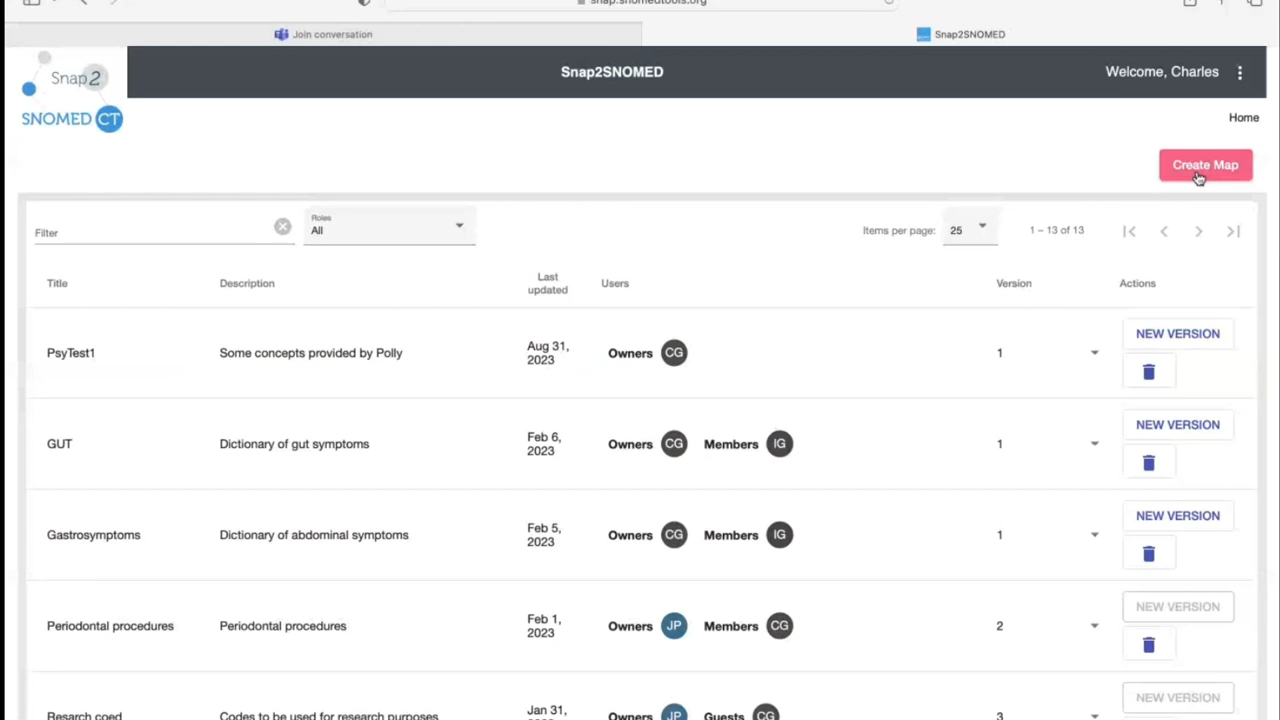 snap.snomedtools.org
Join conversation
Snap2SNOMED
Snap2
SNOMED CT
Snap2SNOMED
Welcome, Charles
Home
Create Map
Filter
Roles
All
Items per page: 25
1 – 13 of 13
Title Description Last updated Users Version Actions
PsyTest1 Some concepts provided by Polly Aug 31, 2023 Owners CG 1 NEW VERSION
GUT Dictionary of gut symptoms Feb 6, 2023 Owners CG Members IG 1 NEW VERSION
Gastrosymptoms Dictionary of abdominal symptoms Feb 5, 2023 Owners CG Members IG 1 NEW VERSION
Periodontal procedures Periodontal procedures Feb 1, 2023 Owners JP Members CG 2 NEW VERSION
Resarch coed Codes to be used for research purposes Jan 31, Owners JP Guests CG 3 NEW VERSION